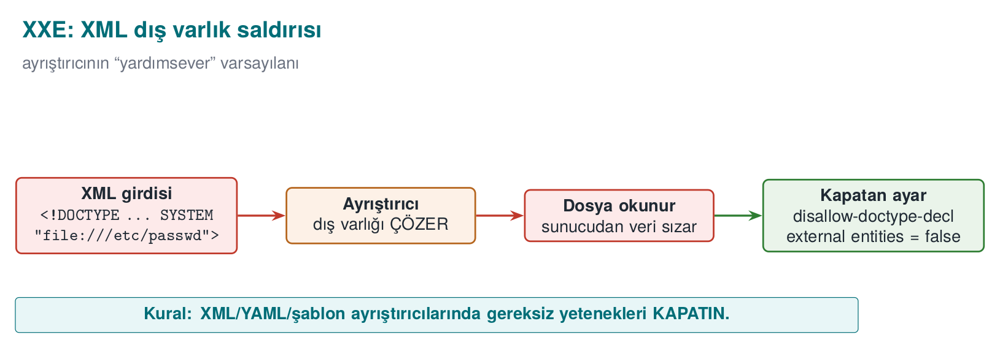 XXE: XML dış varlık saldırısı
ayrıştırıcının “yardımsever” varsayılanı
XML girdisi
<!DOCTYPE ... SYSTEM
"file:///etc/passwd">
Ayrıştırıcı
dış varlığı ÇÖZER
Dosya okunur
sunucudan veri sızar
Kapatan ayar
disallow-doctype-decl
external entities = false
Kural: XML/YAML/şablon ayrıştırıcılarında gereksiz yetenekleri KAPATIN.